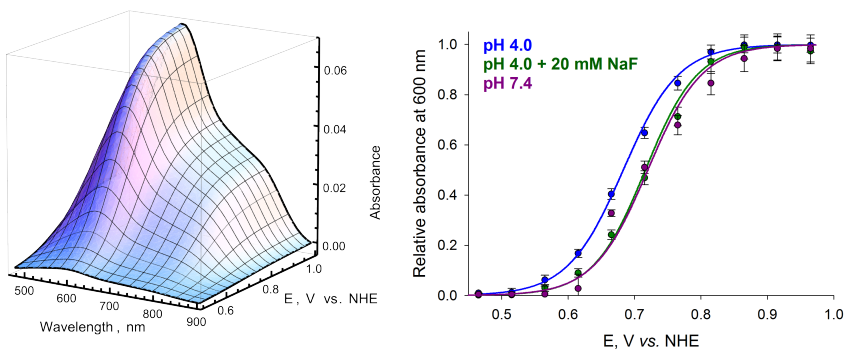 0.06
0.04
0.02
0.00
Absorbance
500
600
700
800
900
Wavelength, nm
0.6
0.8
1.0
E, V vs. NHE
pH 4.0
pH 4.0 + 20 mM NaF
pH 7.4
Relative absorbance at 600 nm
1.0
0.8
0.6
0.4
0.2
0.0
0.5 0.6 0.7 0.8 0.9 1.0
E, V vs. NHE